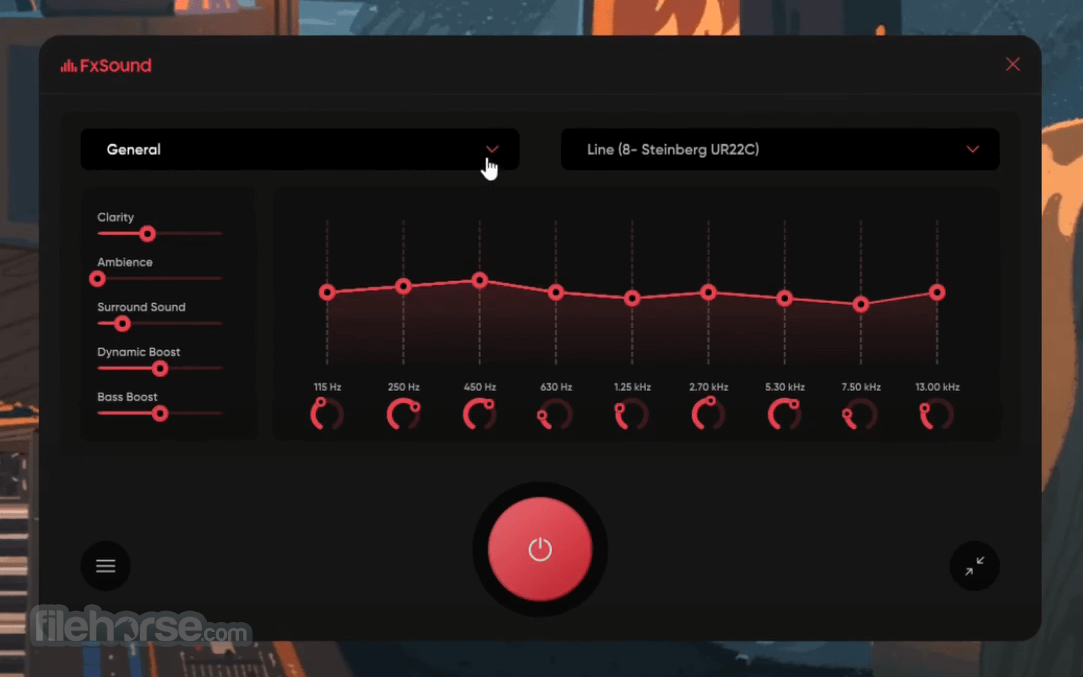 FxSound
General
Line (8- Steinberg UR22C)
Clarity
Ambience
Surround Sound
Dynamic Boost
Bass Boost
115 Hz 250 Hz 450 Hz 630 Hz 1.25 kHz 2.70 kHz 5.30 kHz 7.50 kHz 13.00 kHz
filehorse.com